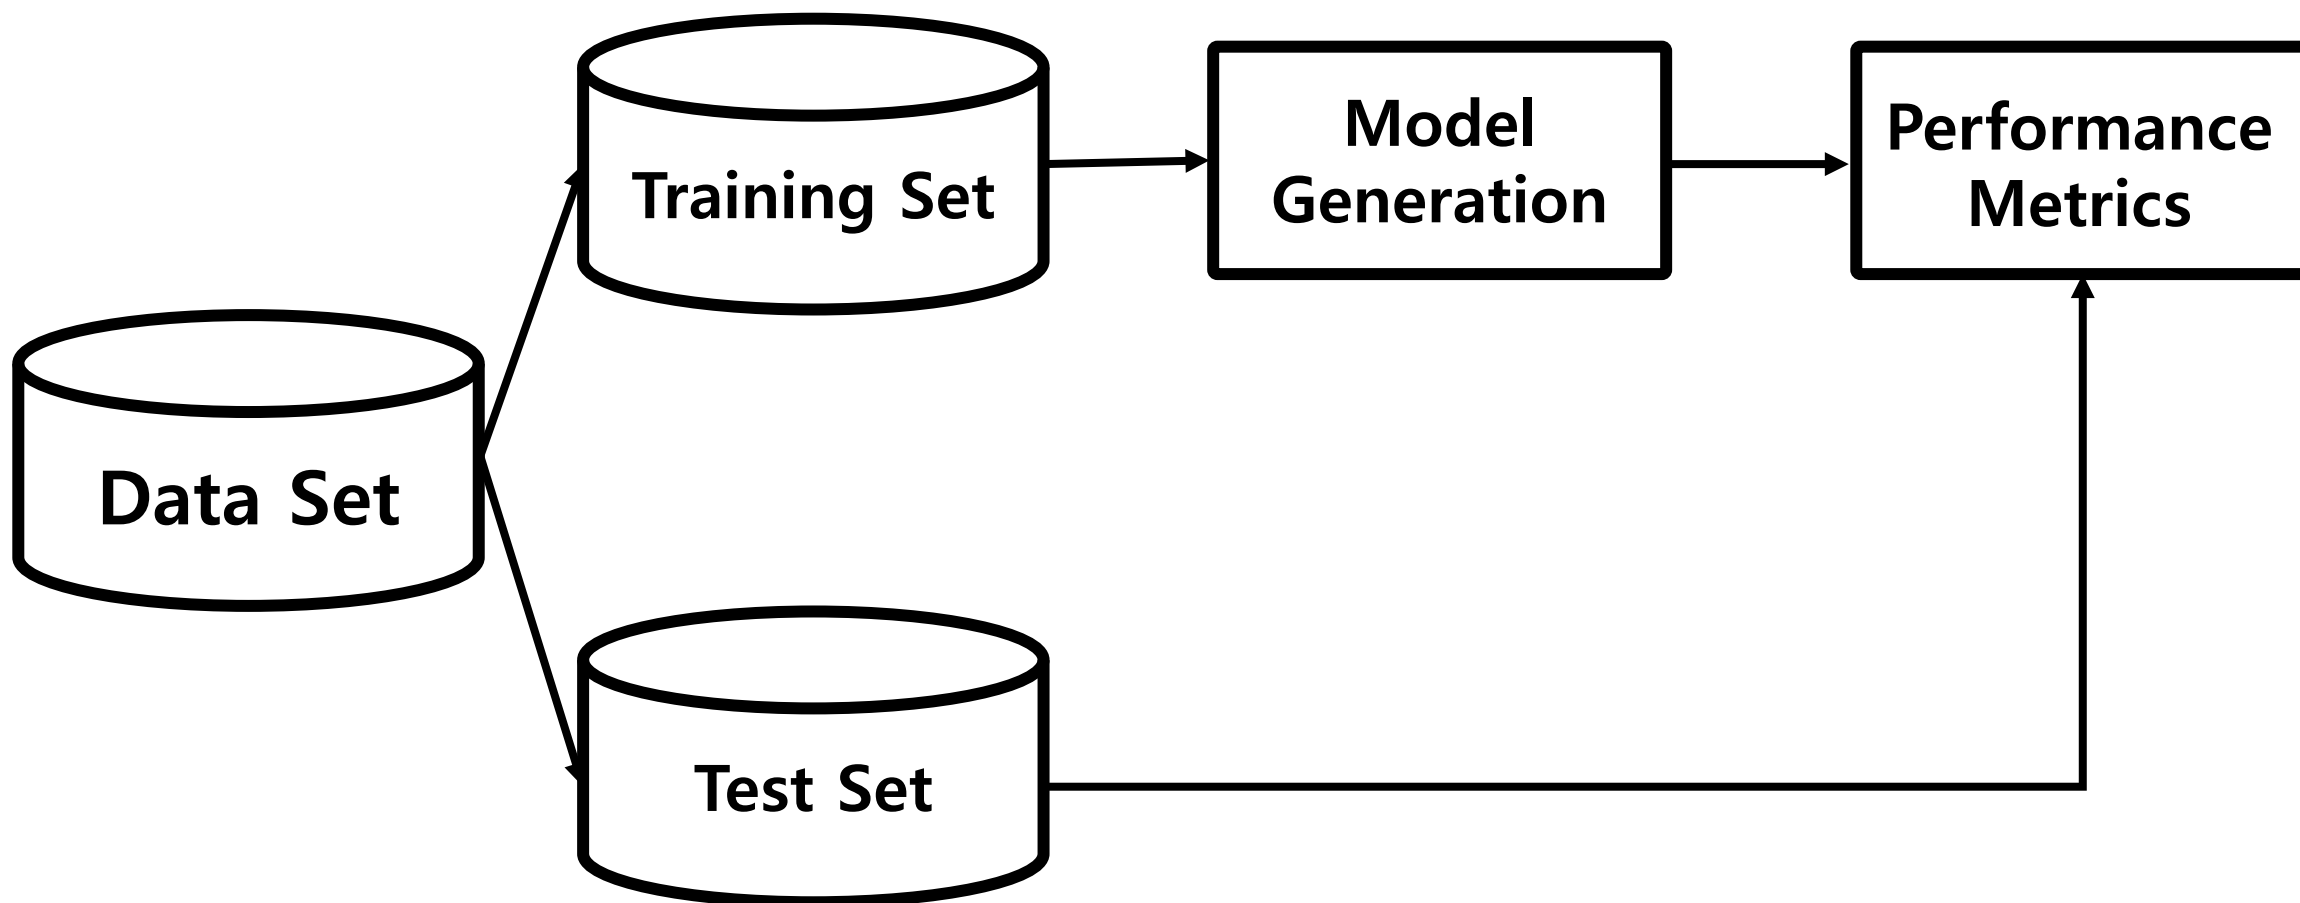 Training Set
Model
Generation
Performance
Metrics
Data Set
Test Set